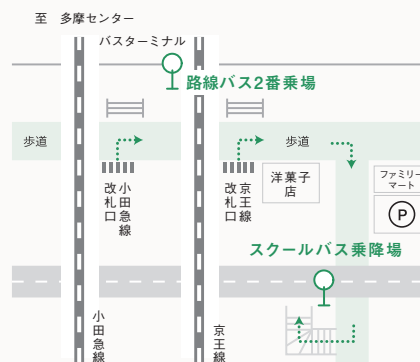 至 多摩センター
バスターミナル
路線バス2番乗場
歩道
歩道
小田急線
改札口
京王線
改札口
洋菓子
店
ファミリー
マート
P
スクールバス乗降場
小田急線
京王線